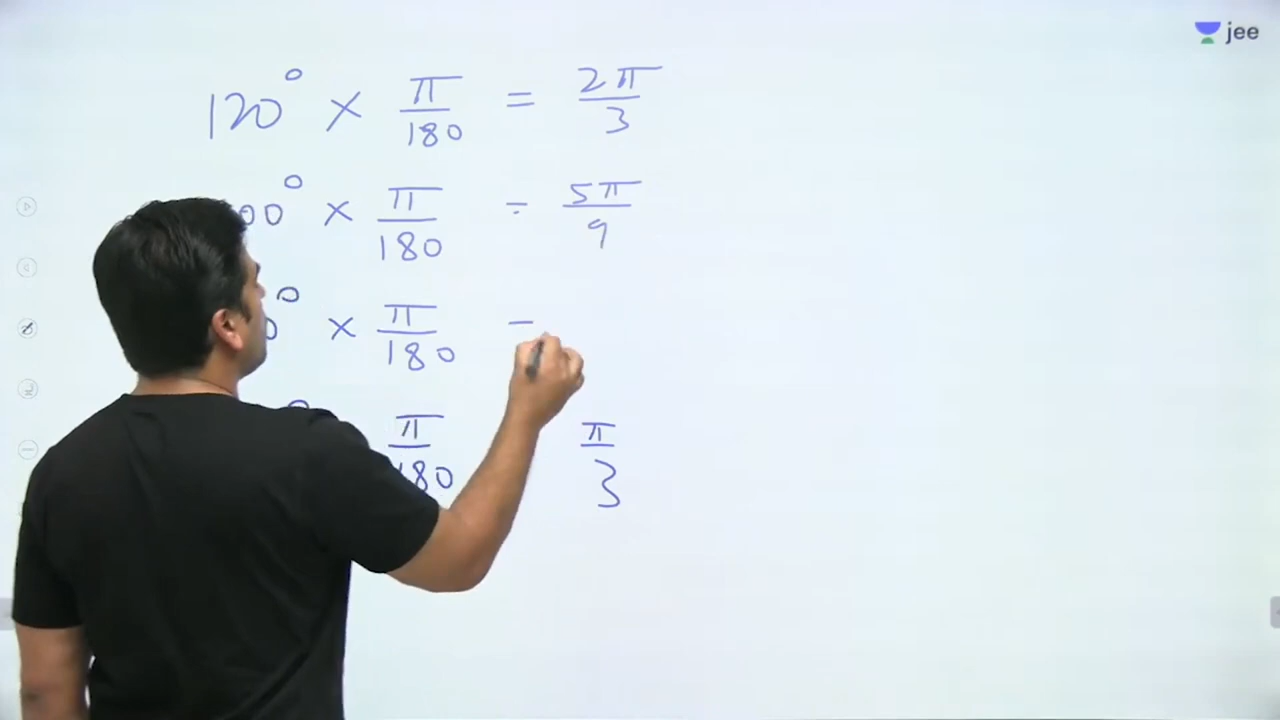 jee
120° × π/180 = 2π/3
00° × π/180 = 5π/9
0° × π/180 =
° π/180 π/3